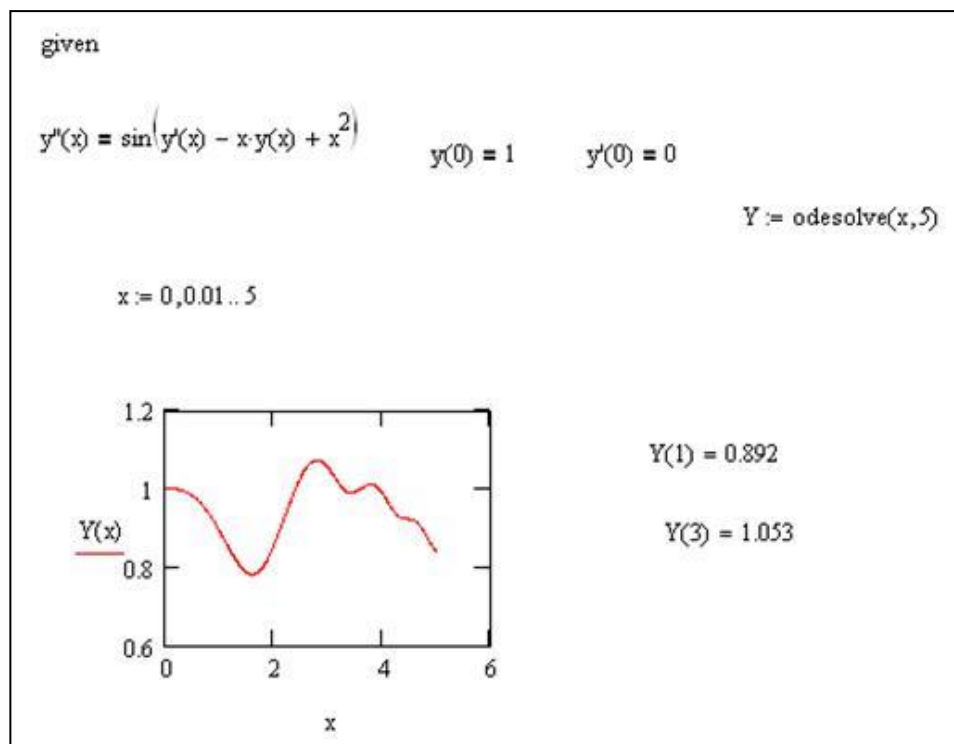 given
y''(x) = sin(y'(x) − x·y(x) + x²)
y(0) = 1 y'(0) = 0
Y := odesolve(x,5)
x := 0,0.01 .. 5
1.2
1
Y(x)
0.8
0.6
0 2 4 6
x
Y(1) = 0.892
Y(3) = 1.053